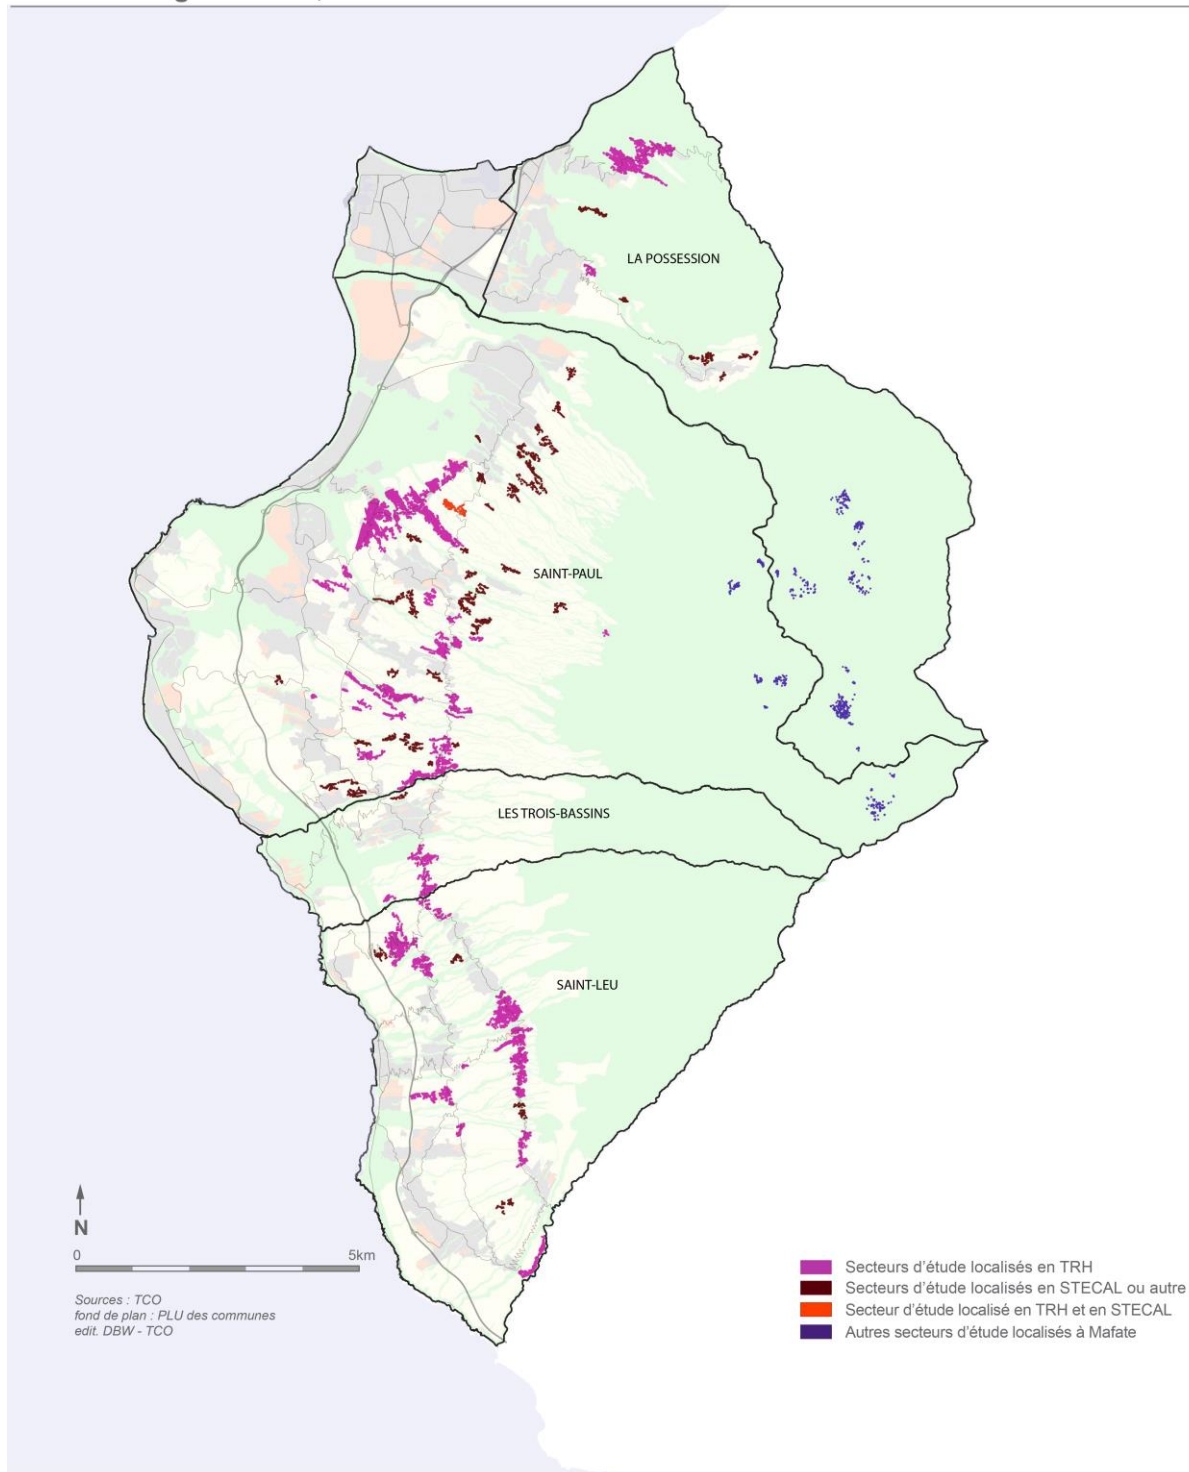 LA POSSESSION
SAINT-PAUL
LES TROIS-BASSINS
SAINT-LEU
N
0 5km
Sources : TCO
fond de plan : PLU des communes
edit. DBW - TCO
Secteurs d'étude localisés en TRH
Secteurs d'étude localisés en STECAL ou autre
Secteur d'étude localisé en TRH et en STECAL
Autres secteurs d'étude localisés à Mafate